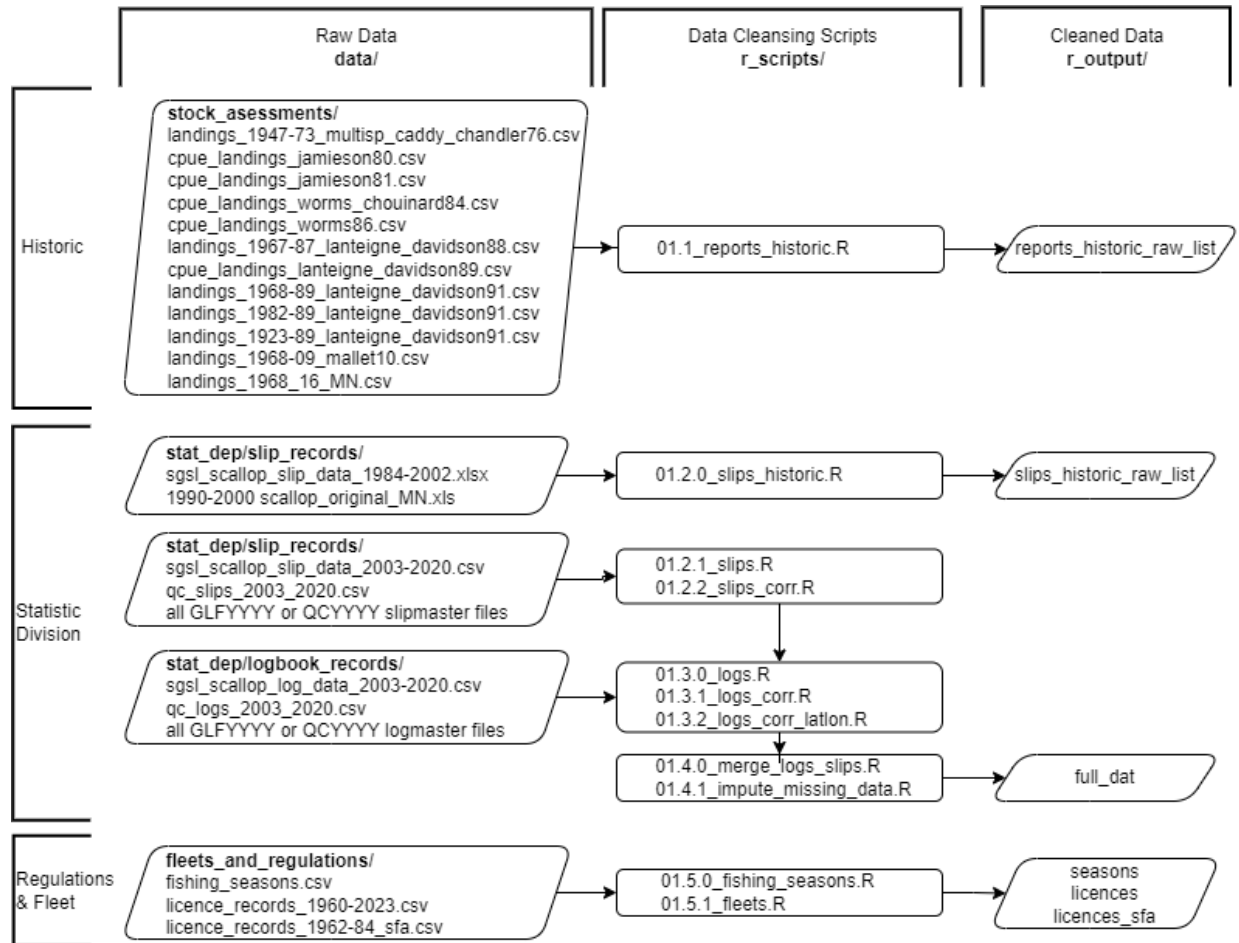 Raw Data
data/
Data Cleansing Scripts
r_scripts/
Cleaned Data
r_output/
Historic
stock_asessments/
landings_1947-73_multisp_caddy_chandler76.csv
cpue_landings_jamieson80.csv
cpue_landings_jamieson81.csv
cpue_landings_worms_chouinard84.csv
cpue_landings_worms86.csv
landings_1967-87_lanteigne_davidson88.csv
cpue_landings_lanteigne_davidson89.csv
landings_1968-89_lanteigne_davidson91.csv
landings_1982-89_lanteigne_davidson91.csv
landings_1923-89_lanteigne_davidson91.csv
landings_1968-09_mallet10.csv
landings_1968_16_MN.csv
01.1_reports_historic.R
reports_historic_raw_list
Statistic
Division
stat_dep/slip_records/
sgsl_scallop_slip_data_1984-2002.xlsx
1990-2000 scallop_original_MN.xls
01.2.0_slips_historic.R
slips_historic_raw_list
stat_dep/slip_records/
sgsl_scallop_slip_data_2003-2020.csv
qc_slips_2003_2020.csv
all GLFYYYY or QCYYYY slipmaster files
01.2.1_slips.R
01.2.2_slips_corr.R
stat_dep/logbook_records/
sgsl_scallop_log_data_2003-2020.csv
qc_logs_2003_2020.csv
all GLFYYYY or QCYYYY logmaster files
01.3.0_logs.R
01.3.1_logs_corr.R
01.3.2_logs_corr_latlon.R
01.4.0_merge_logs_slips.R
01.4.1_impute_missing_data.R
full_dat
Regulations
& Fleet
fleets_and_regulations/
fishing_seasons.csv
licence_records_1960-2023.csv
licence_records_1962-84_sfa.csv
01.5.0_fishing_seasons.R
01.5.1_fleets.R
seasons
licences
licences_sfa